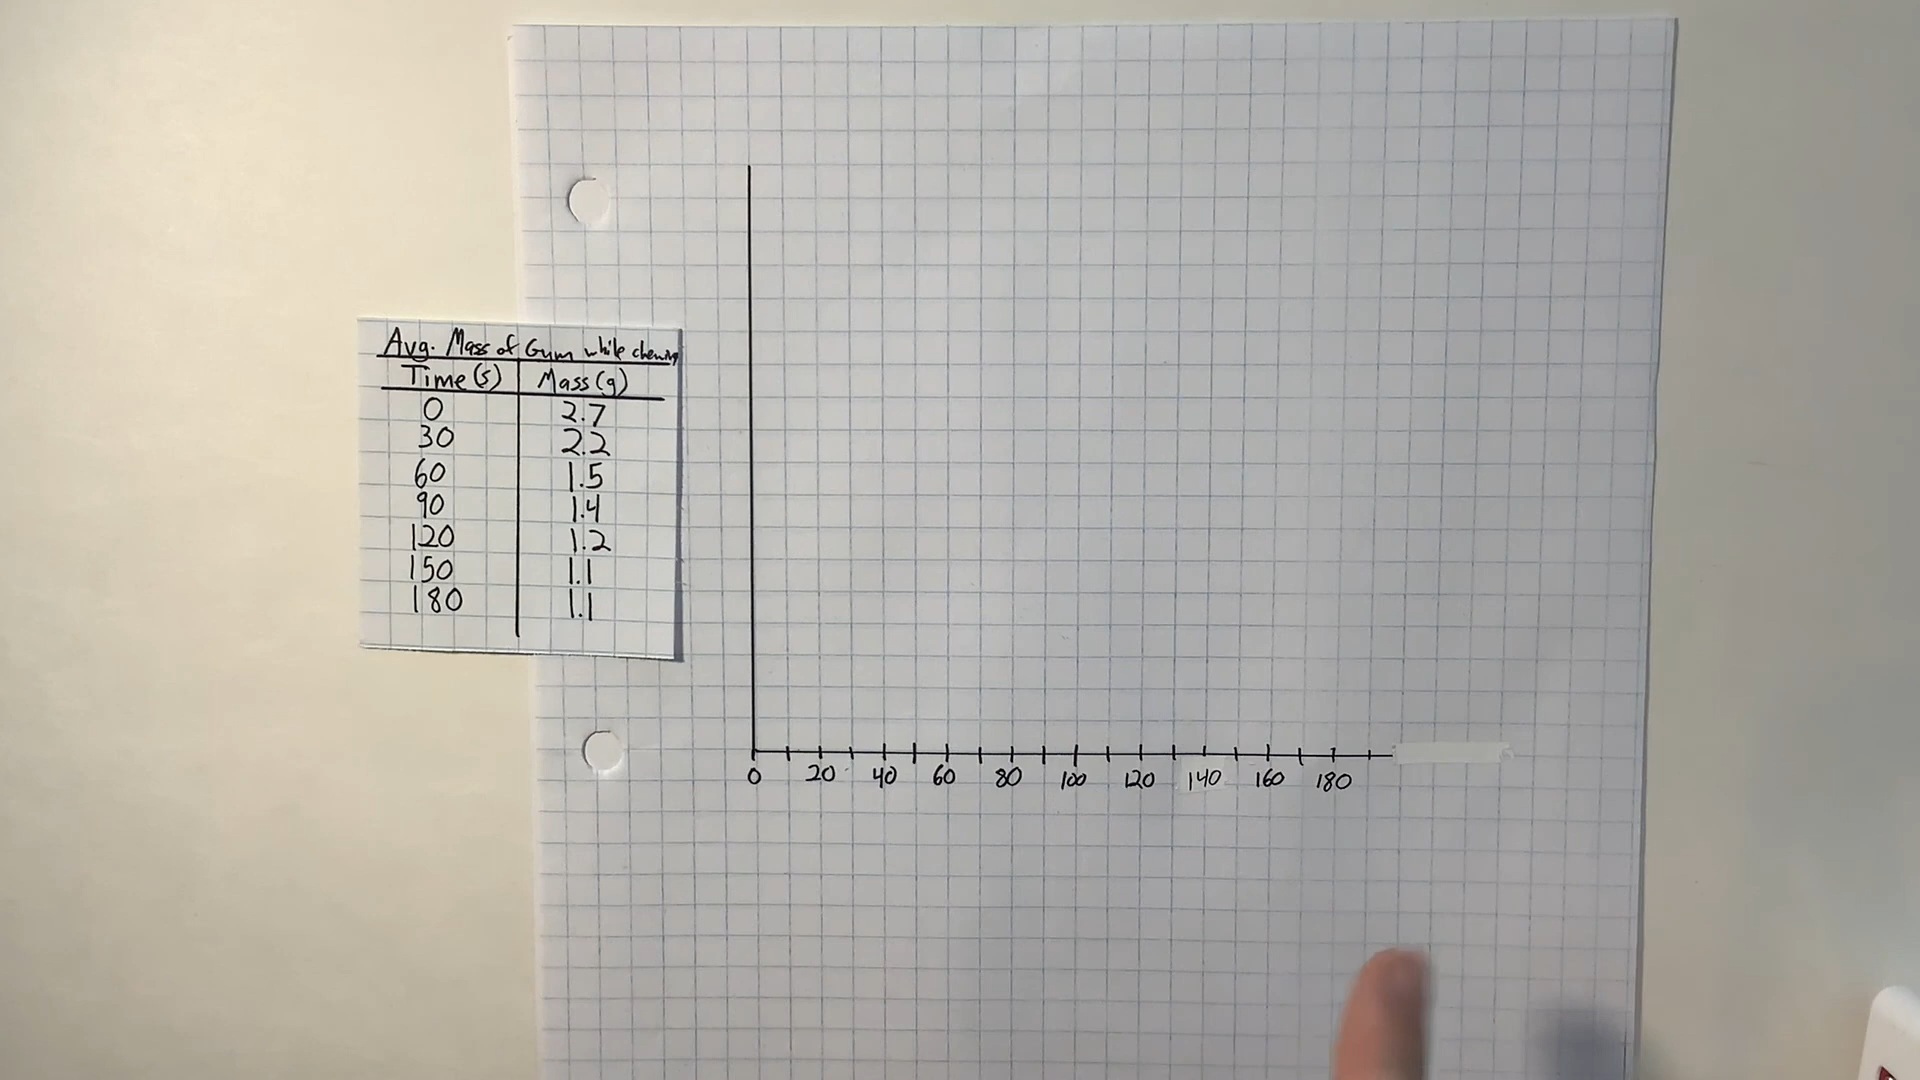 Avg. Mass of Gum while chewing
Time (s) Mass (g)
0 2.7
30 2.2
60 1.5
90 1.4
120 1.2
150 1.1
180 1.1
0 20 40 60 80 100 120 140 160 180